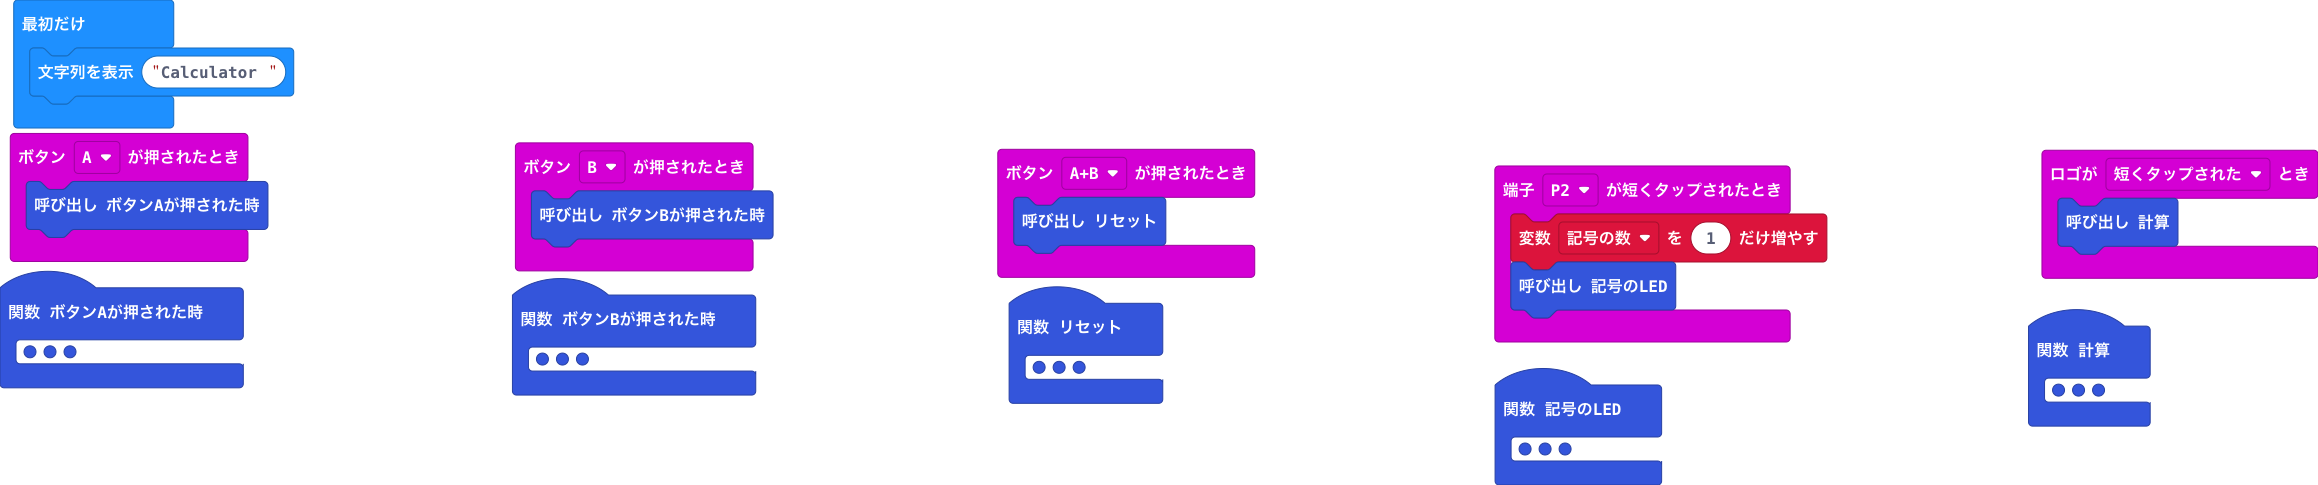 最初だけ
文字列を表示 "Calculator "
ボタン A が押されたとき
呼び出し ボタンAが押された時
関数 ボタンAが押された時
ボタン B が押されたとき
呼び出し ボタンBが押された時
関数 ボタンBが押された時
ボタン A+B が押されたとき
呼び出し リセット
関数 リセット
端子 P2 が短くタップされたとき
変数 記号の数 を 1 だけ増やす
呼び出し 記号のLED
関数 記号のLED
ロゴが 短くタップされた とき
呼び出し 計算
関数 計算